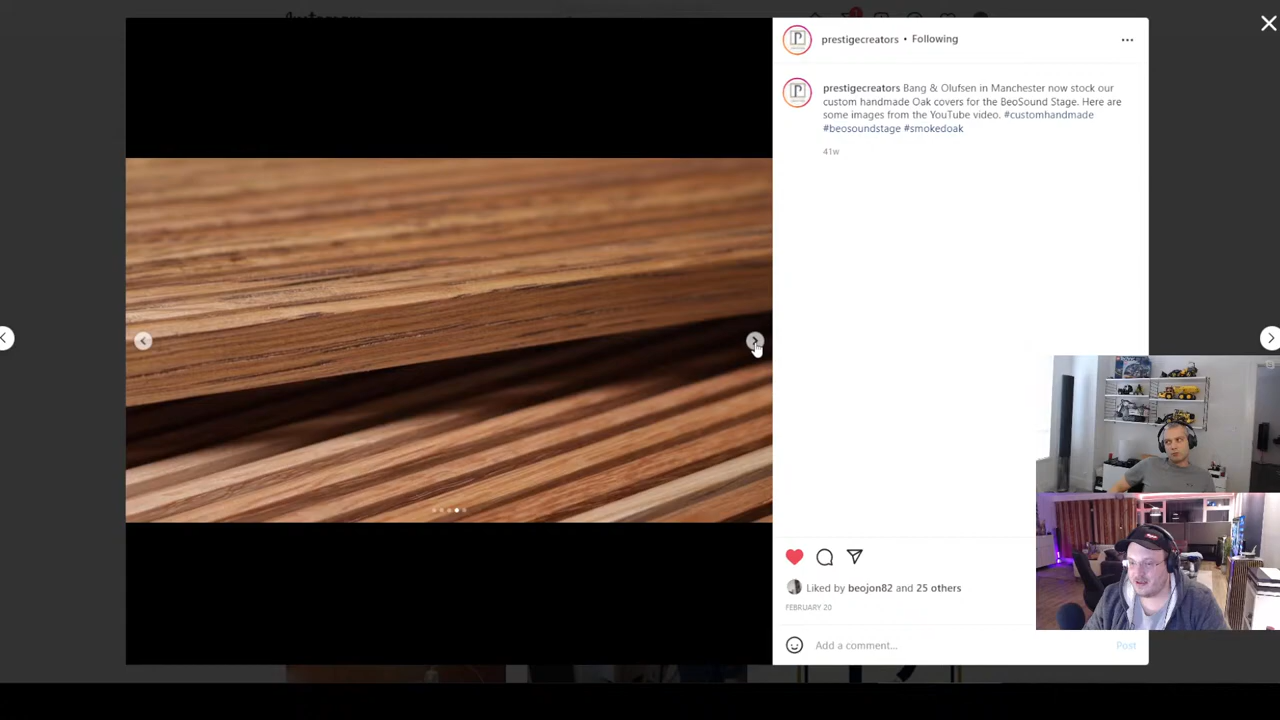 prestigecreators • Following
prestigecreators Bang & Olufsen in Manchester now stock our
custom handmade Oak covers for the BeoSound Stage. Here are
some images from the YouTube video. #customhandmade
#beosoundstage #smokedoak
41w
Liked by beojon82 and 25 others
FEBRUARY 20
Add a comment...
Post